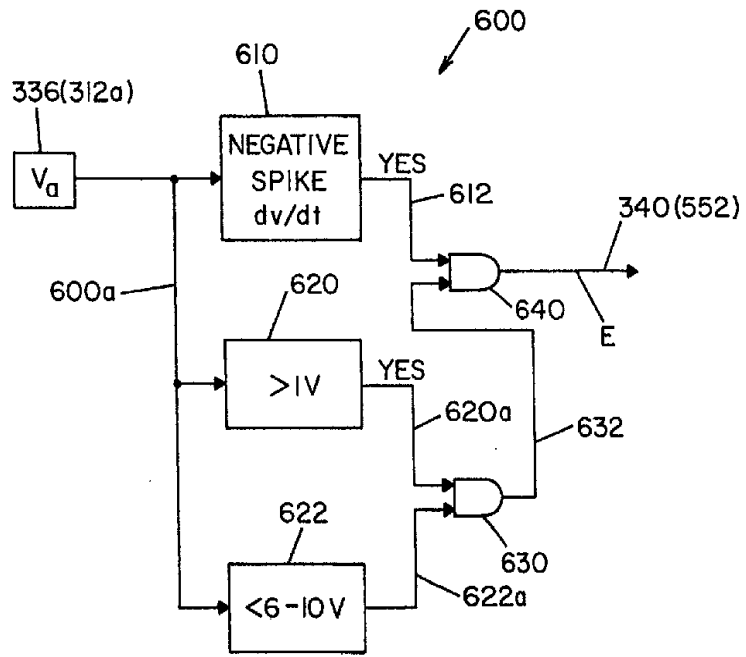 600
610
336(312a)
Va
NEGATIVE
SPIKE
dv/dt
YES
612
340(552)
600a
620
640
E
>1V
YES
620a
632
622
630
<6-10V
622a